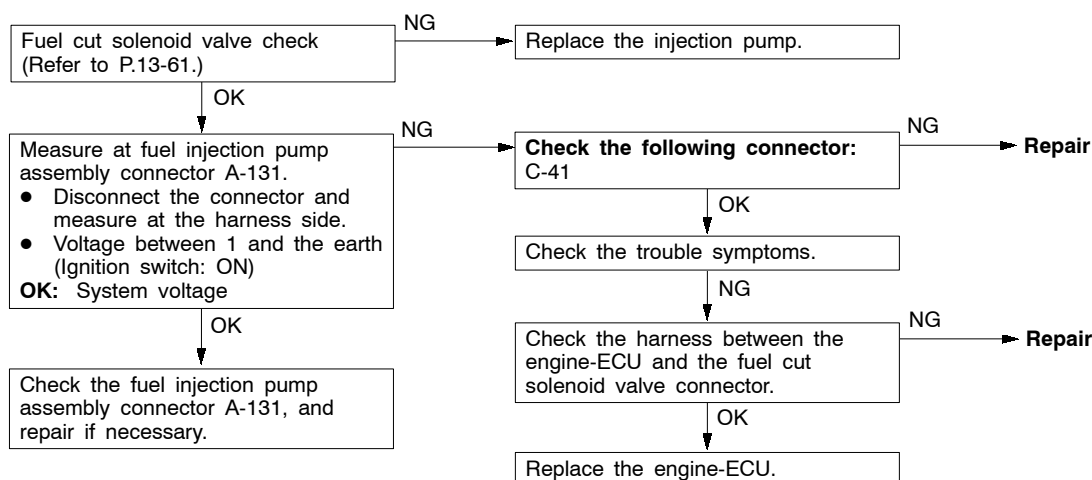 Fuel cut solenoid valve check
(Refer to P.13-61.)
NG
Replace the injection pump.
OK
Measure at fuel injection pump
assembly connector A-131.
● Disconnect the connector and
measure at the harness side.
● Voltage between 1 and the earth
(Ignition switch: ON)
OK: System voltage
NG
Check the following connector:
C-41
NG
Repair
OK
Check the trouble symptoms.
NG
Check the harness between the
engine-ECU and the fuel cut
solenoid valve connector.
NG
Repair
OK
Replace the engine-ECU.
OK
Check the fuel injection pump
assembly connector A-131, and
repair if necessary.